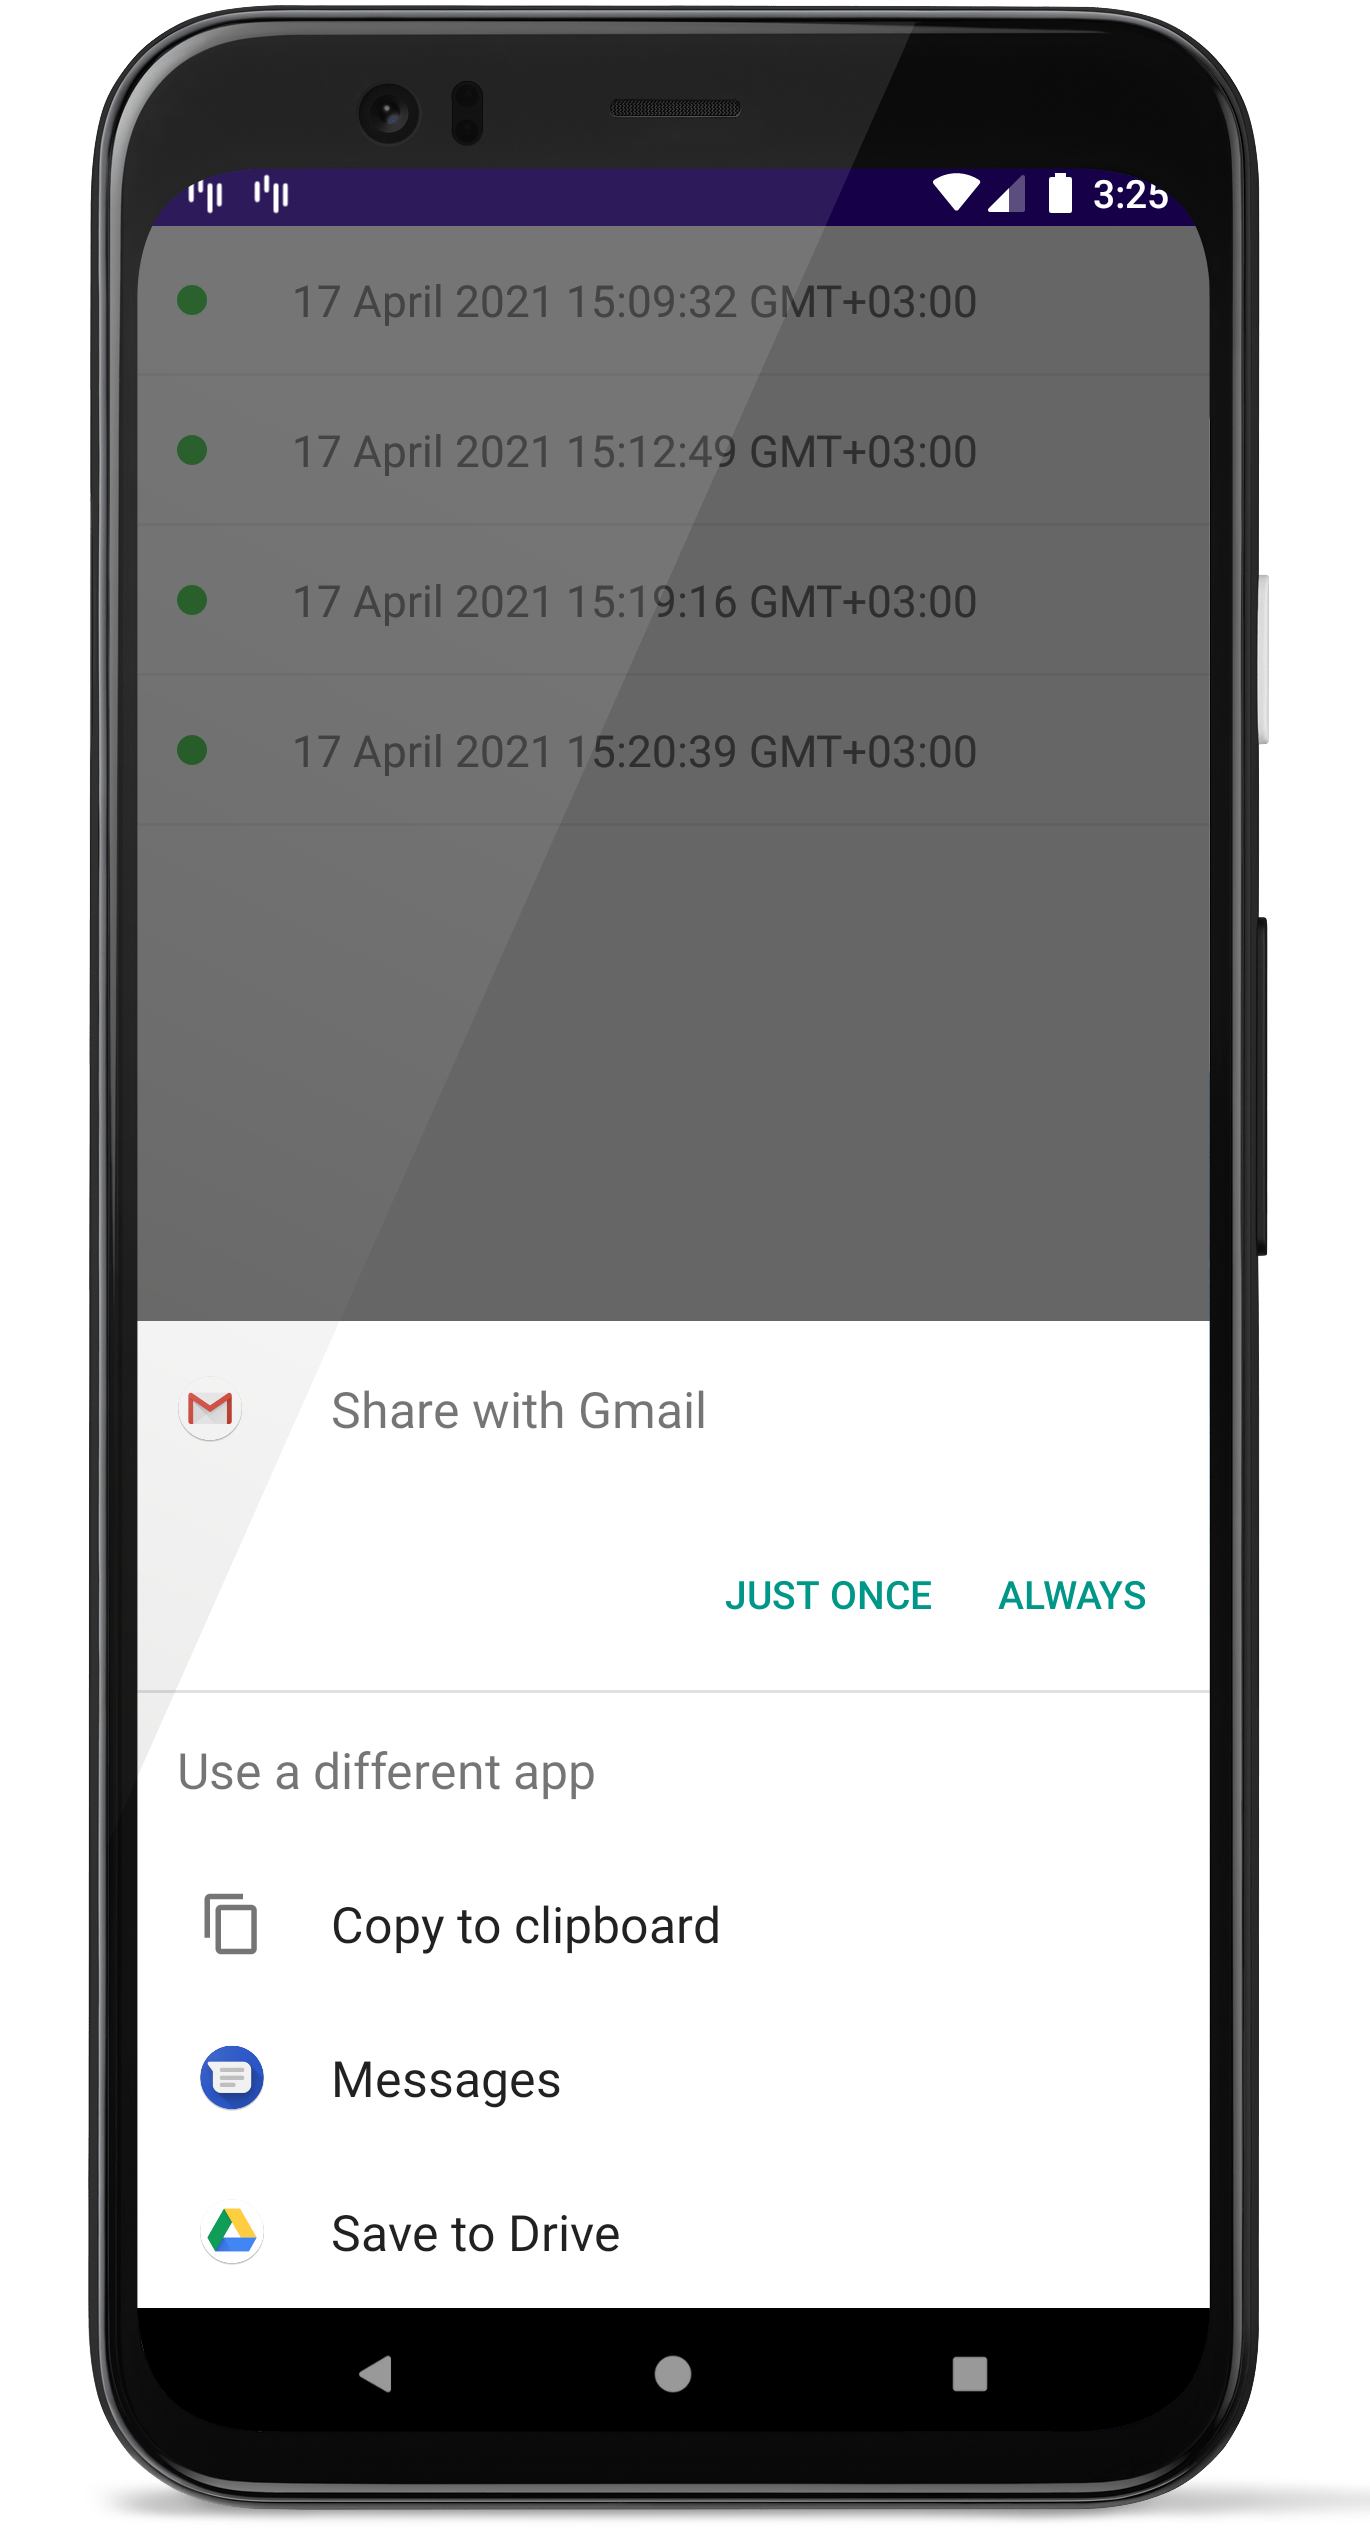 3:25
17 April 2021 15:09:32 GMT+03:00
17 April 2021 15:12:49 GMT+03:00
17 April 2021 15:19:16 GMT+03:00
17 April 2021 15:20:39 GMT+03:00
Share with Gmail
JUST ONCE ALWAYS
Use a different app
Copy to clipboard
Messages
Save to Drive